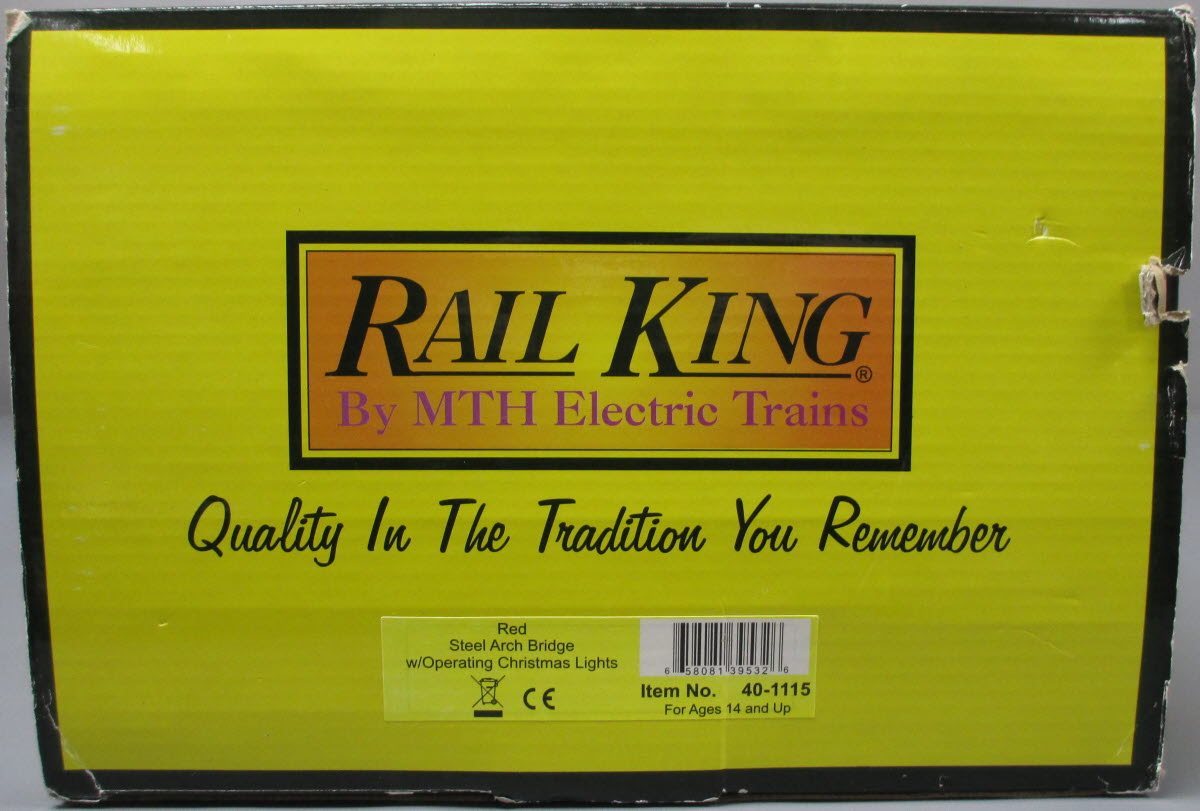 RAIL KING®
By MTH Electric Trains
Quality In The Tradition You Remember
Red
Steel Arch Bridge
w/Operating Christmas Lights
CE
6 58081 39532 6
Item No. 40-1115
For Ages 14 and Up